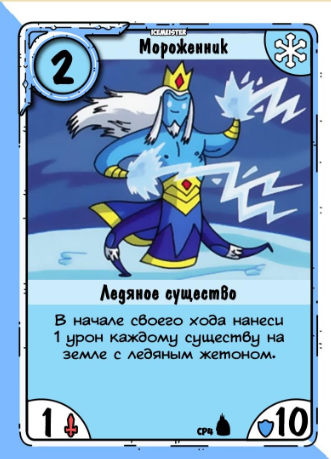 ICEMEISTER
2 Мороженник
Ледяное существо
В начале своего хода нанеси
1 урон каждому существу на
земле с ледяным жетоном.
1 CP4 10